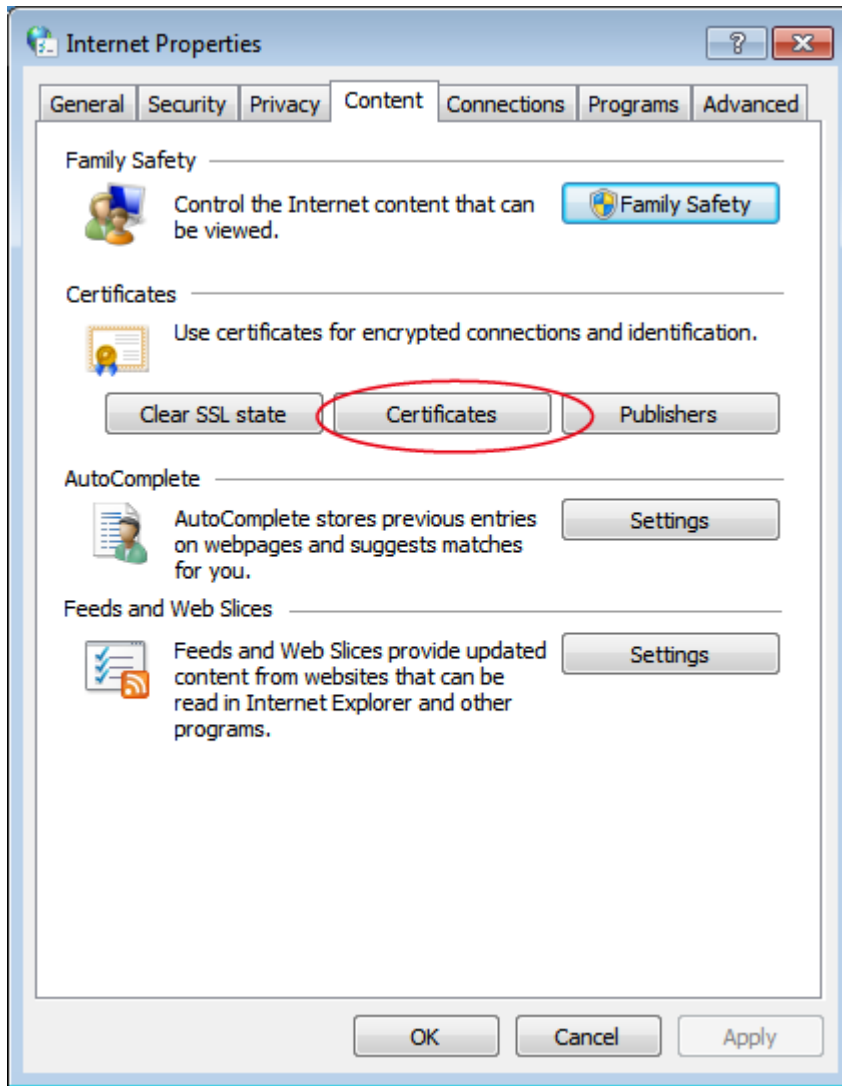 Internet Properties
General Security Privacy Content Connections Programs Advanced
Family Safety
Control the Internet content that can
be viewed.
Family Safety
Certificates
Use certificates for encrypted connections and identification.
Clear SSL state Certificates Publishers
AutoComplete
AutoComplete stores previous entries
on webpages and suggests matches
for you.
Settings
Feeds and Web Slices
Feeds and Web Slices provide updated
content from websites that can be
read in Internet Explorer and other
programs.
Settings
OK Cancel Apply